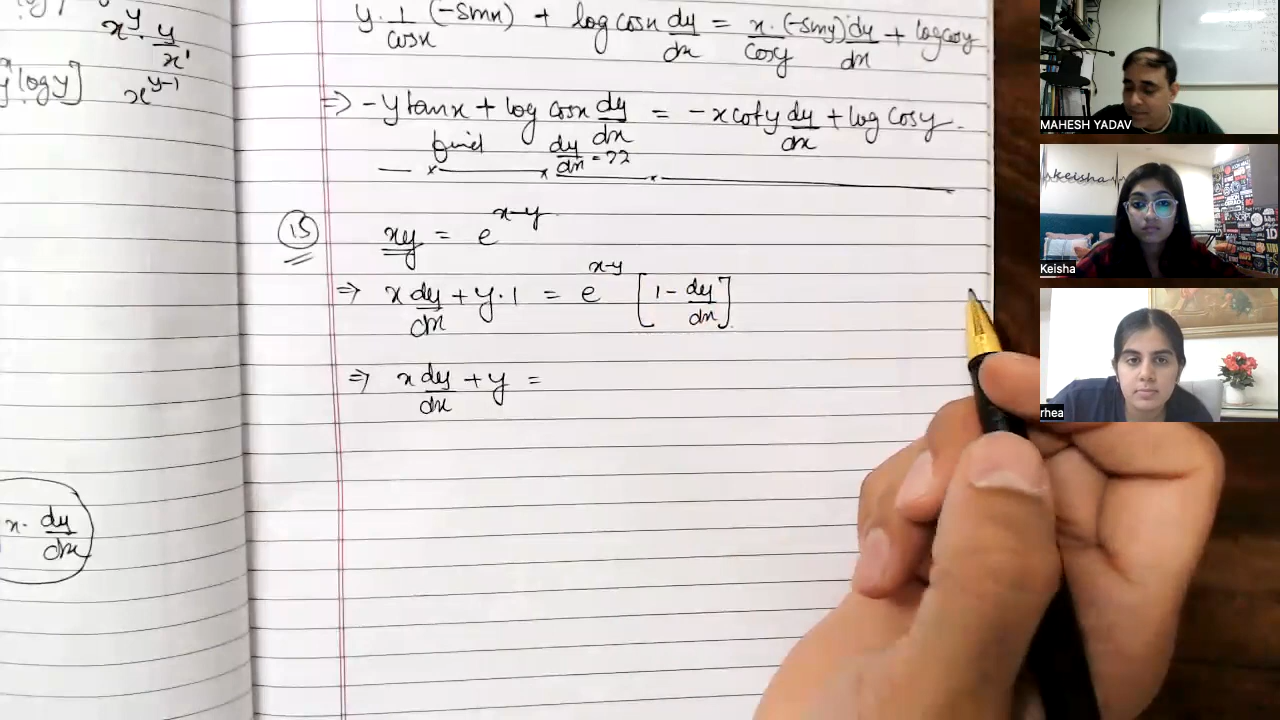 x^y · y/x
y log y]
x^(y-1)
y · 1/cosx (-sinx) + log cosx dy/dx = x · (-siny) dy/dx / cosy + log cosy
⇒ -y tanx + log cosx dy/dx = -x coty dy/dx + log cosy
find dy/dx = ??
(15) xy = e^(x-y)
⇒ x dy/dx + y · 1 = e^(x-y) [1 - dy/dx]
⇒ x dy/dx + y =
x · dy/dx
MAHESH YADAV
keisha
Keisha
rhea